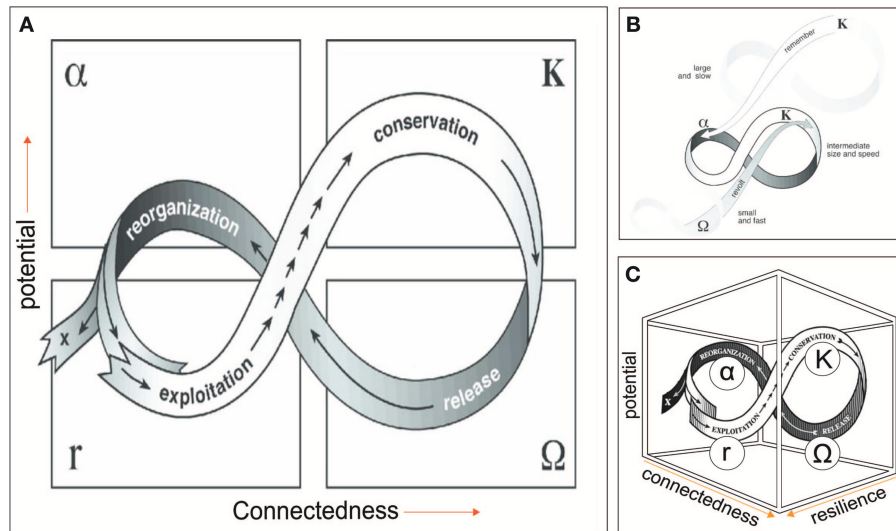 A
α
K
conservation
reorganization
potential
x
exploitation
release
r
Ω
Connectedness
B
K
remember
large
and slow
α
K
intermediate
size and speed
revolt
small
and fast
Ω
C
potential
REORGANIZATION
CONSERVATION
α
K
X
EXPLOITATION
RELEASE
r
Ω
connectedness
resilience